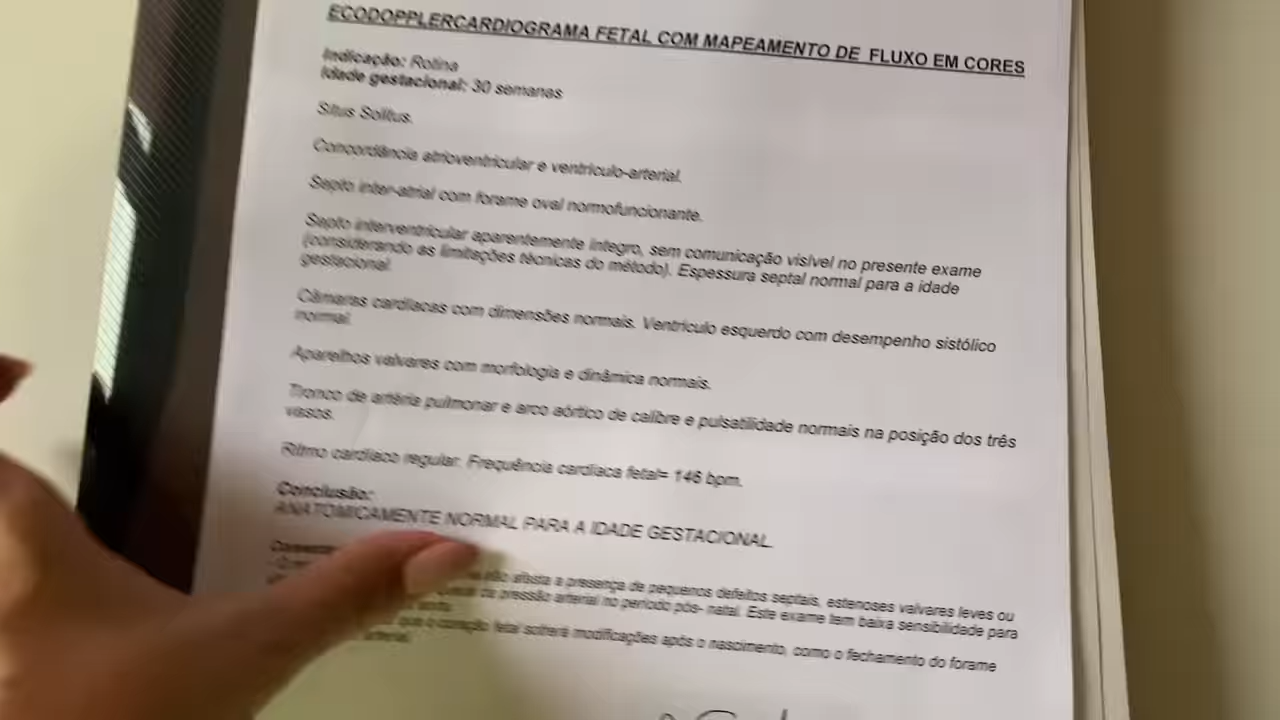 ECODOPPLERCARDIOGRAMA FETAL COM MAPEAMENTO DE FLUXO EM CORES
Indicação: Rotina
Idade gestacional: 30 semanas
Situs Solitus.
Concordância atrioventricular e ventrículo-arterial.
Septo inter-atrial com forame oval normofuncionante.
Septo interventricular aparentemente íntegro, sem comunicação visível no presente exame
(considerando as limitações técnicas do método). Espessura septal normal para a idade
gestacional.
Câmaras cardíacas com dimensões normais. Ventrículo esquerdo com desempenho sistólico
normal.
Aparelhos valvares com morfologia e dinâmica normais.
Tronco de artéria pulmonar e arco aórtico de calibre e pulsatilidade normais na posição dos três
vasos.
Ritmo cardíaco regular. Frequência cardíaca fetal= 146 bpm.
Conclusão:
ANATOMICAMENTE NORMAL PARA A IDADE GESTACIONAL.
não afasta a presença de pequenos defeitos septais, estenoses valvares leves ou
da pressão arterial no período pós- natal. Este exame tem baixa sensibilidade para
que o coração fetal sofrerá modificações após o nascimento, como o fechamento do forame
arterial.